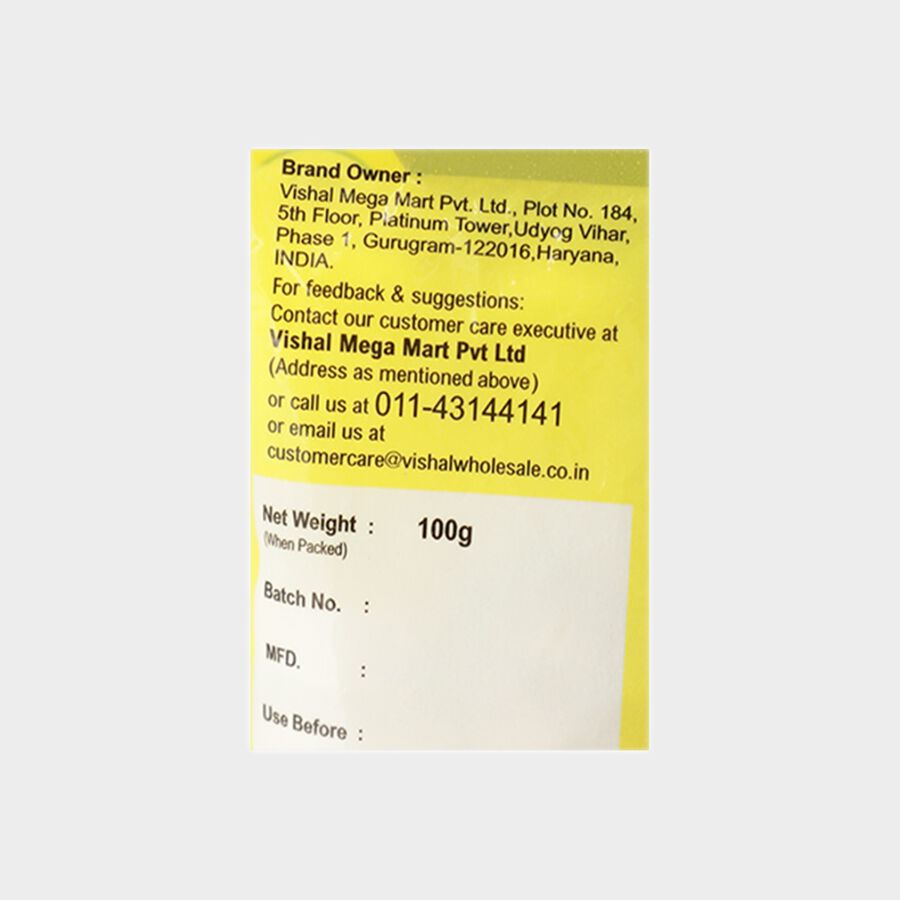 Brand Owner :
Vishal Mega Mart Pvt. Ltd., Plot No. 184,
5th Floor, Platinum Tower,Udyog Vihar,
Phase 1, Gurugram-122016,Haryana,
INDIA.
For feedback & suggestions:
Contact our customer care executive at
Vishal Mega Mart Pvt Ltd
(Address as mentioned above)
or call us at 011-43144141
or email us at
customercare@vishalwholesale.co.in
Net Weight : 100g
(When Packed)
Batch No. :
MFD. :
Use Before :